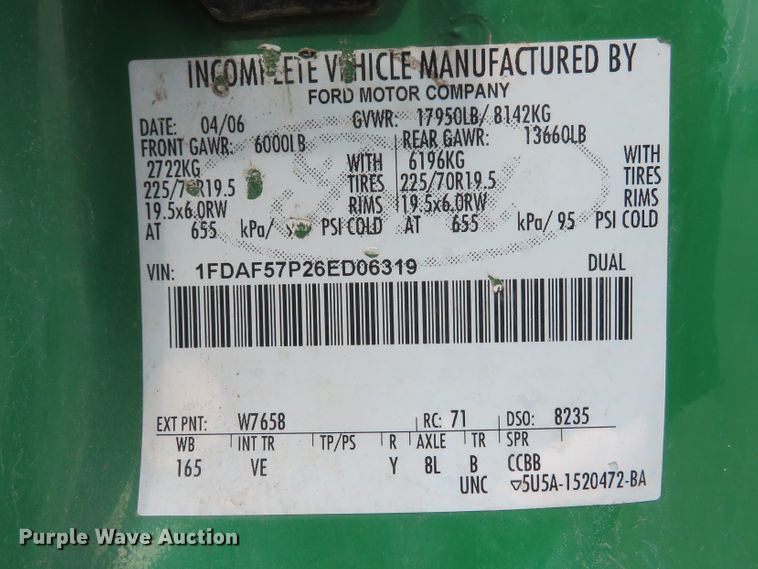 INCOMPLETE VEHICLE MANUFACTURED BY
FORD MOTOR COMPANY
DATE: 04/06 GVWR: 17950LB/ 8142KG
FRONT GAWR: 6000LB REAR GAWR: 13660LB
2722KG WITH 6196KG WITH
225/70R19.5 TIRES 225/70R19.5 TIRES
19.5x6.0RW RIMS 19.5x6.0RW RIMS
AT 655 kPa/ PSI COLD AT 655 kPa/ 95 PSI COLD
VIN: 1FDAF57P26ED06319 DUAL
EXT PNT: W7658 RC: 71 DSO: 8235
WB INT TR TP/PS R AXLE TR SPR
165 VE Y 8L B CCBB
UNC ▽5U5A-1520472-BA
Purple Wave Auction